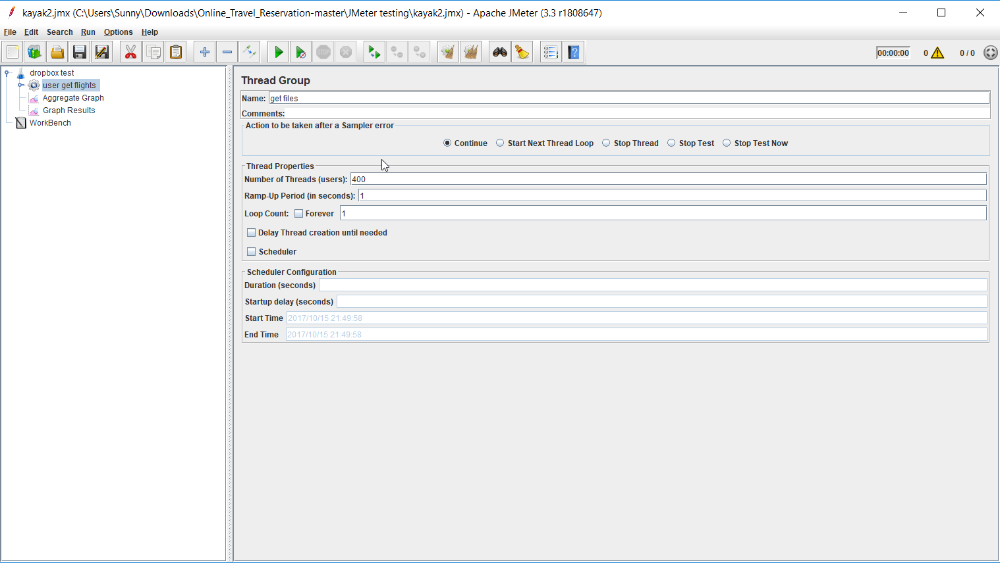 kayak2.jmx (C:\Users\Sunny\Downloads\Online_Travel_Reservation-master\JMeter testing\kayak2.jmx) - Apache JMeter (3.3 r1808647)
File Edit Search Run Options Help
STOP ? 00:00:00 0 0 / 0
dropbox test
user get flights
Aggregate Graph
Graph Results
WorkBench
Thread Group
Name: get files
Comments:
Action to be taken after a Sampler error
Continue Start Next Thread Loop Stop Thread Stop Test Stop Test Now
Thread Properties
Number of Threads (users): 400
Ramp-Up Period (in seconds): 1
Loop Count: Forever 1
Delay Thread creation until needed
Scheduler
Scheduler Configuration
Duration (seconds)
Startup delay (seconds)
Start Time 2017/10/15 21:49:58
End Time 2017/10/15 21:49:58